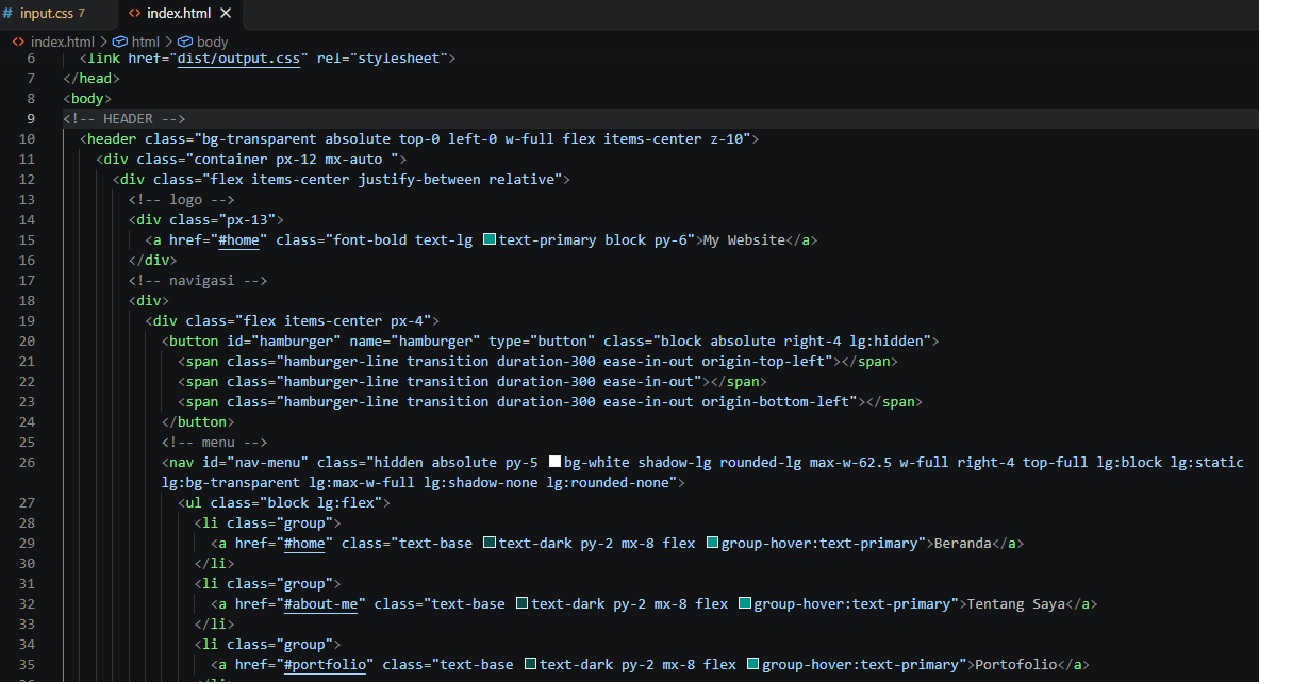 # input.css 7 <> index.html ✕
<> index.html > html > body
6 <link href="dist/output.css" rel="stylesheet">
7 </head>
8 <body>
9 <!-- HEADER -->
10 <header class="bg-transparent absolute top-0 left-0 w-full flex items-center z-10">
11 <div class="container px-12 mx-auto ">
12 <div class="flex items-center justify-between relative">
13 <!-- logo -->
14 <div class="px-13">
15 <a href="#home" class="font-bold text-lg text-primary block py-6">My Website</a>
16 </div>
17 <!-- navigasi -->
18 <div>
19 <div class="flex items-center px-4">
20 <button id="hamburger" name="hamburger" type="button" class="block absolute right-4 lg:hidden">
21 <span class="hamburger-line transition duration-300 ease-in-out origin-top-left"></span>
22 <span class="hamburger-line transition duration-300 ease-in-out"></span>
23 <span class="hamburger-line transition duration-300 ease-in-out origin-bottom-left"></span>
24 </button>
25 <!-- menu -->
26 <nav id="nav-menu" class="hidden absolute py-5 bg-white shadow-lg rounded-lg max-w-62.5 w-full right-4 top-full lg:block lg:static
lg:bg-transparent lg:max-w-full lg:shadow-none lg:rounded-none">
27 <ul class="block lg:flex">
28 <li class="group">
29 <a href="#home" class="text-base text-dark py-2 mx-8 flex group-hover:text-primary">Beranda</a>
30 </li>
31 <li class="group">
32 <a href="#about-me" class="text-base text-dark py-2 mx-8 flex group-hover:text-primary">Tentang Saya</a>
33 </li>
34 <li class="group">
35 <a href="#portfolio" class="text-base text-dark py-2 mx-8 flex group-hover:text-primary">Portofolio</a>